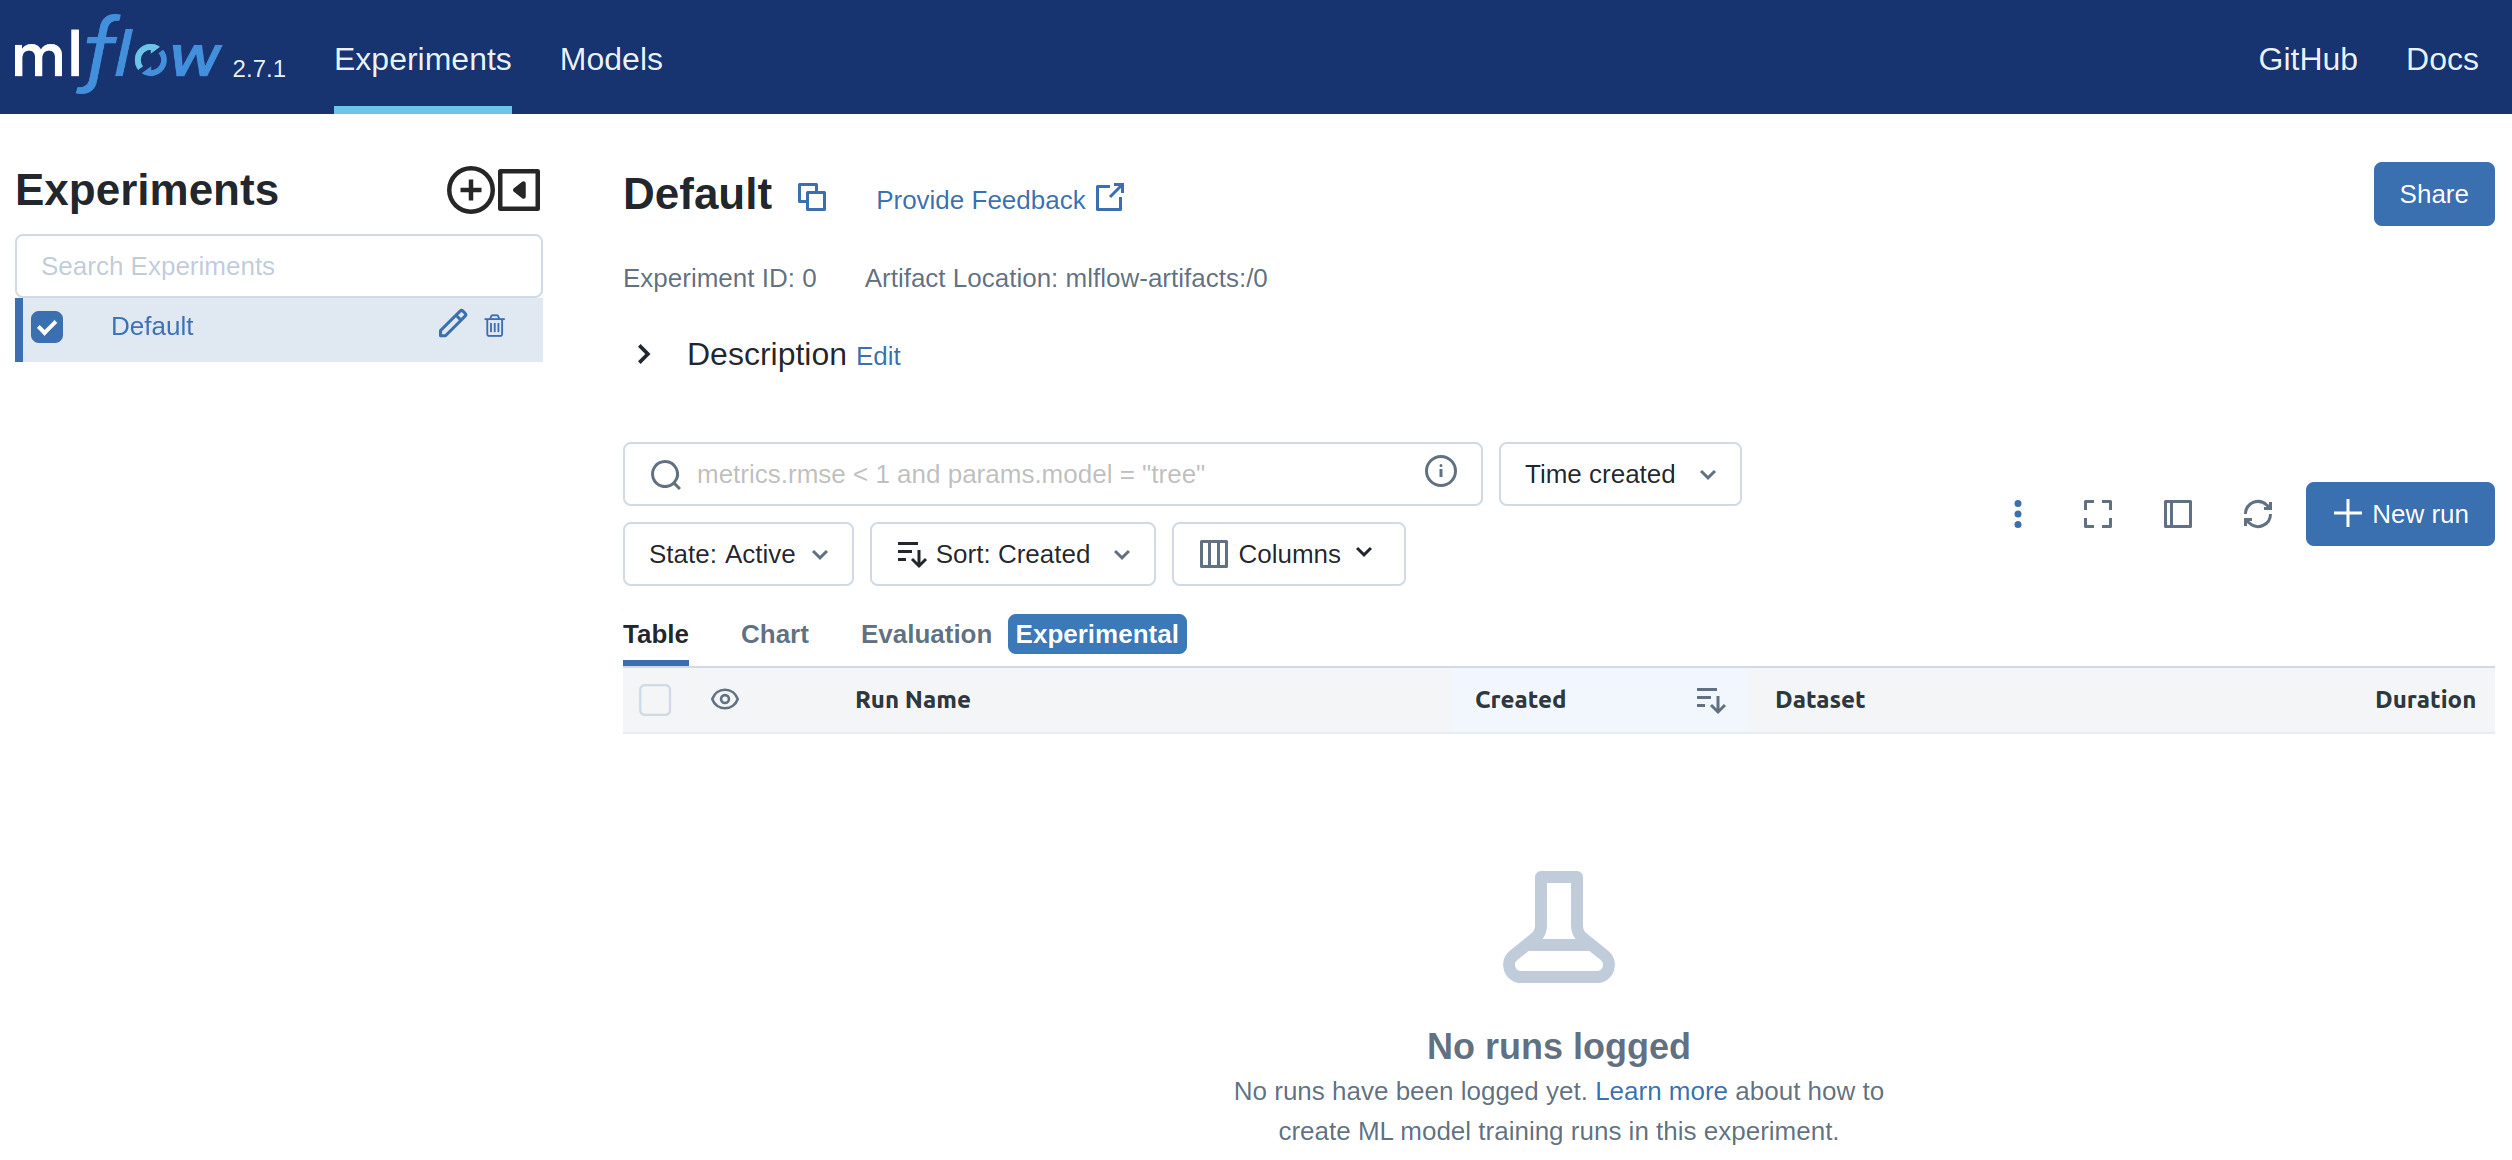 mlflow 2.7.1 Experiments Models GitHub Docs
Experiments
Search Experiments
Default
Default Provide Feedback Share
Experiment ID: 0 Artifact Location: mlflow-artifacts:/0
Description Edit
metrics.rmse < 1 and params.model = "tree" Time created
State: Active Sort: Created Columns
New run
Table Chart Evaluation Experimental
Run Name Created Dataset Duration
No runs logged
No runs have been logged yet. Learn more about how to
create ML model training runs in this experiment.